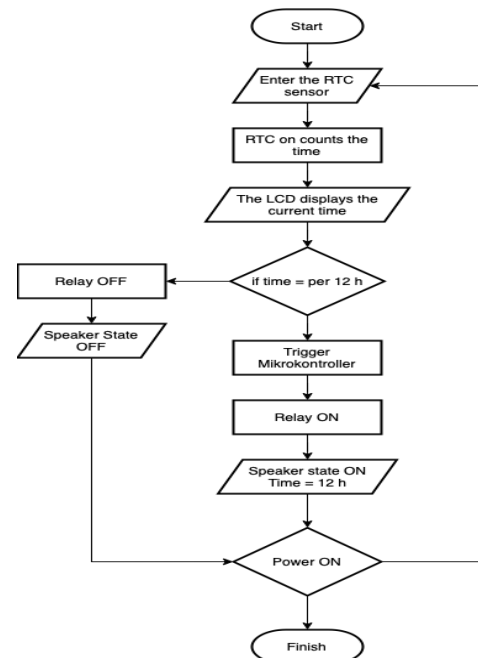 Start
Enter the RTC
sensor
RTC on counts the
time
The LCD displays the
current time
if time = per 12 h
Relay OFF
Speaker State
OFF
Trigger
Mikrokontroller
Relay ON
Speaker state ON
Time = 12 h
Power ON
Finish